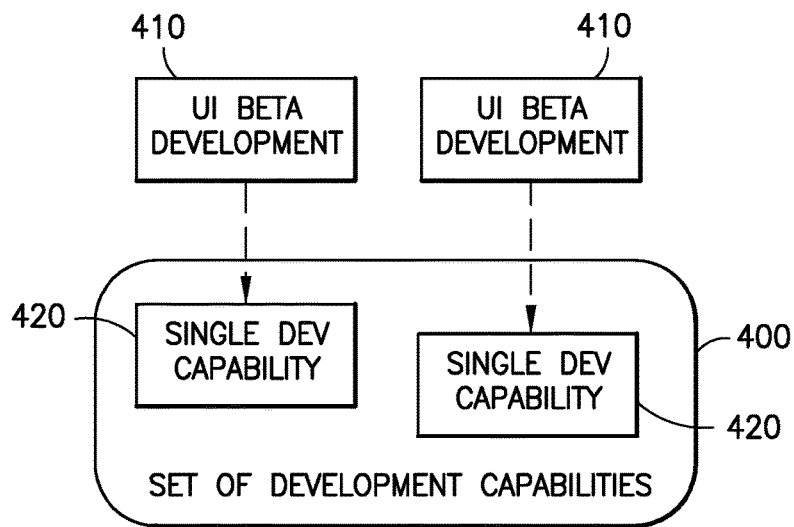 410
410
UI BETA
DEVELOPMENT
UI BETA
DEVELOPMENT
420
SINGLE DEV
CAPABILITY
SINGLE DEV
CAPABILITY
400
420
SET OF DEVELOPMENT CAPABILITIES